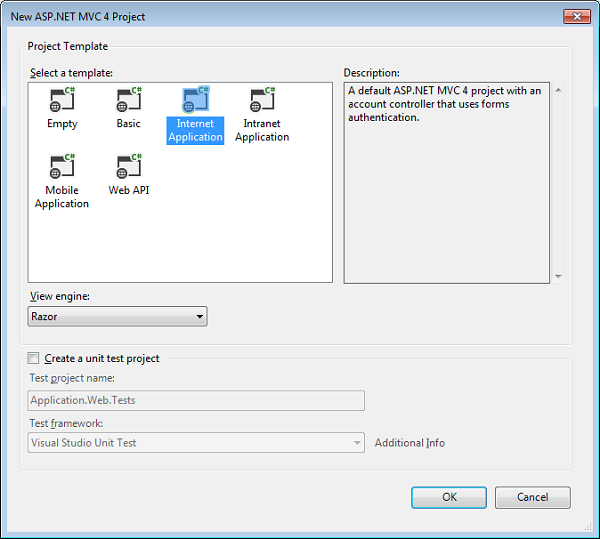 New ASP.NET MVC 4 Project
Project Template
Select a template:
C# C# C# C#
Empty Basic Internet Application Intranet Application
C# C#
Mobile Application Web API
Description:
A default ASP.NET MVC 4 project with an
account controller that uses forms
authentication.
View engine:
Razor
Create a unit test project
Test project name:
Application.Web.Tests
Test framework:
Visual Studio Unit Test
Additional Info
OK
Cancel